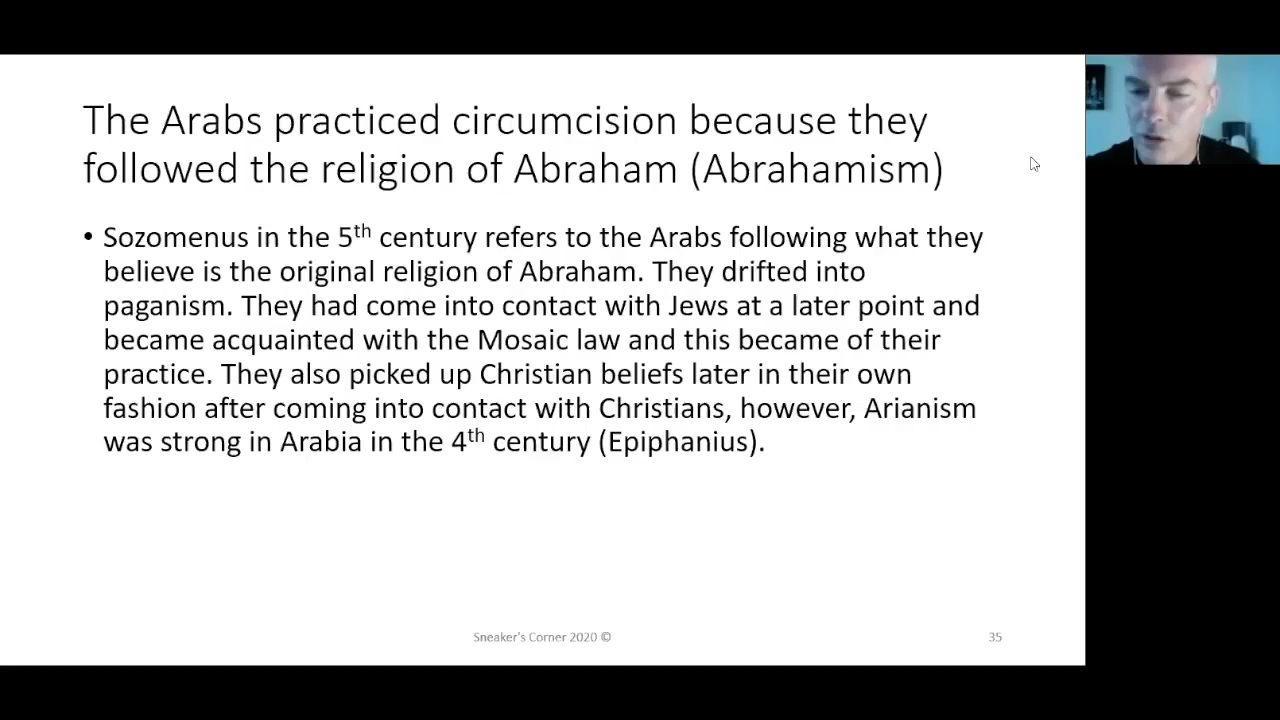 The Arabs practiced circumcision because they
followed the religion of Abraham (Abrahamism)
• Sozomenus in the 5th century refers to the Arabs following what they
believe is the original religion of Abraham. They drifted into
paganism. They had come into contact with Jews at a later point and
became acquainted with the Mosaic law and this became of their
practice. They also picked up Christian beliefs later in their own
fashion after coming into contact with Christians, however, Arianism
was strong in Arabia in the 4th century (Epiphanius).
Sneaker's Corner 2020 ©
35